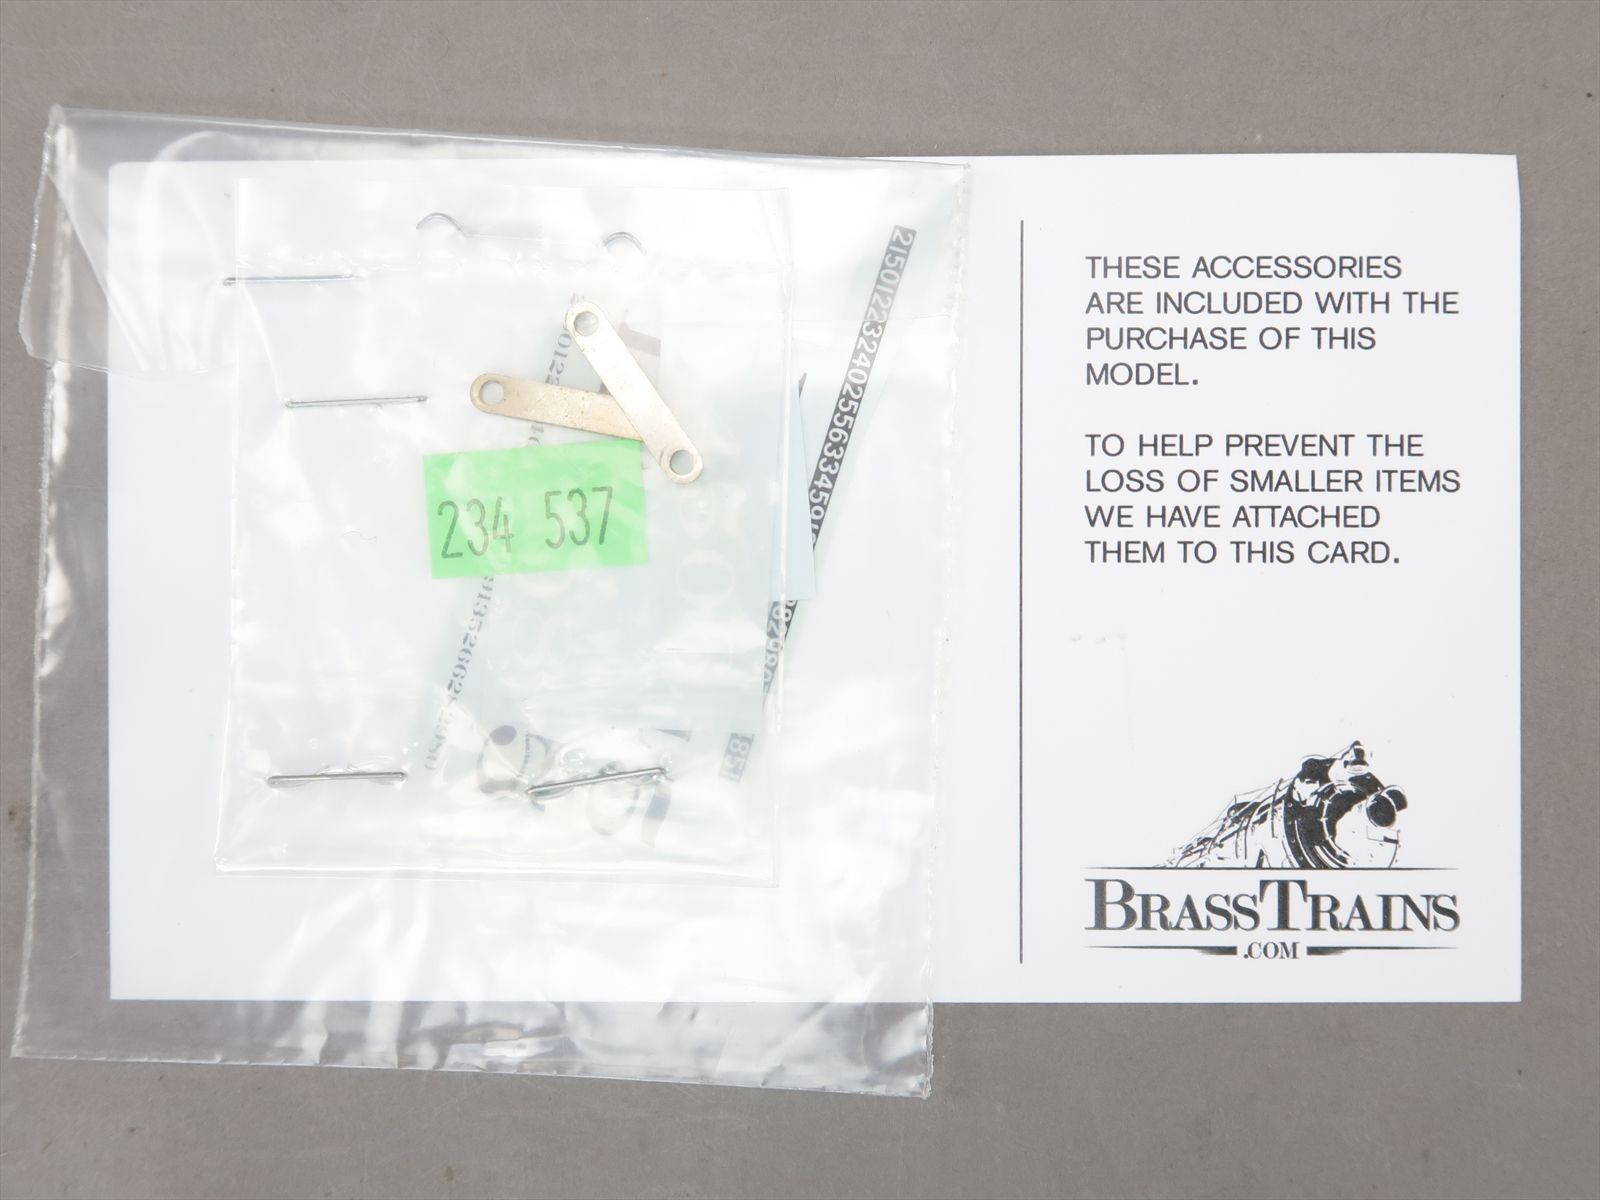 234 537
THESE ACCESSORIES
ARE INCLUDED WITH THE
PURCHASE OF THIS
MODEL.
TO HELP PREVENT THE
LOSS OF SMALLER ITEMS
WE HAVE ATTACHED
THEM TO THIS CARD.
BRASSTRAINS
.COM